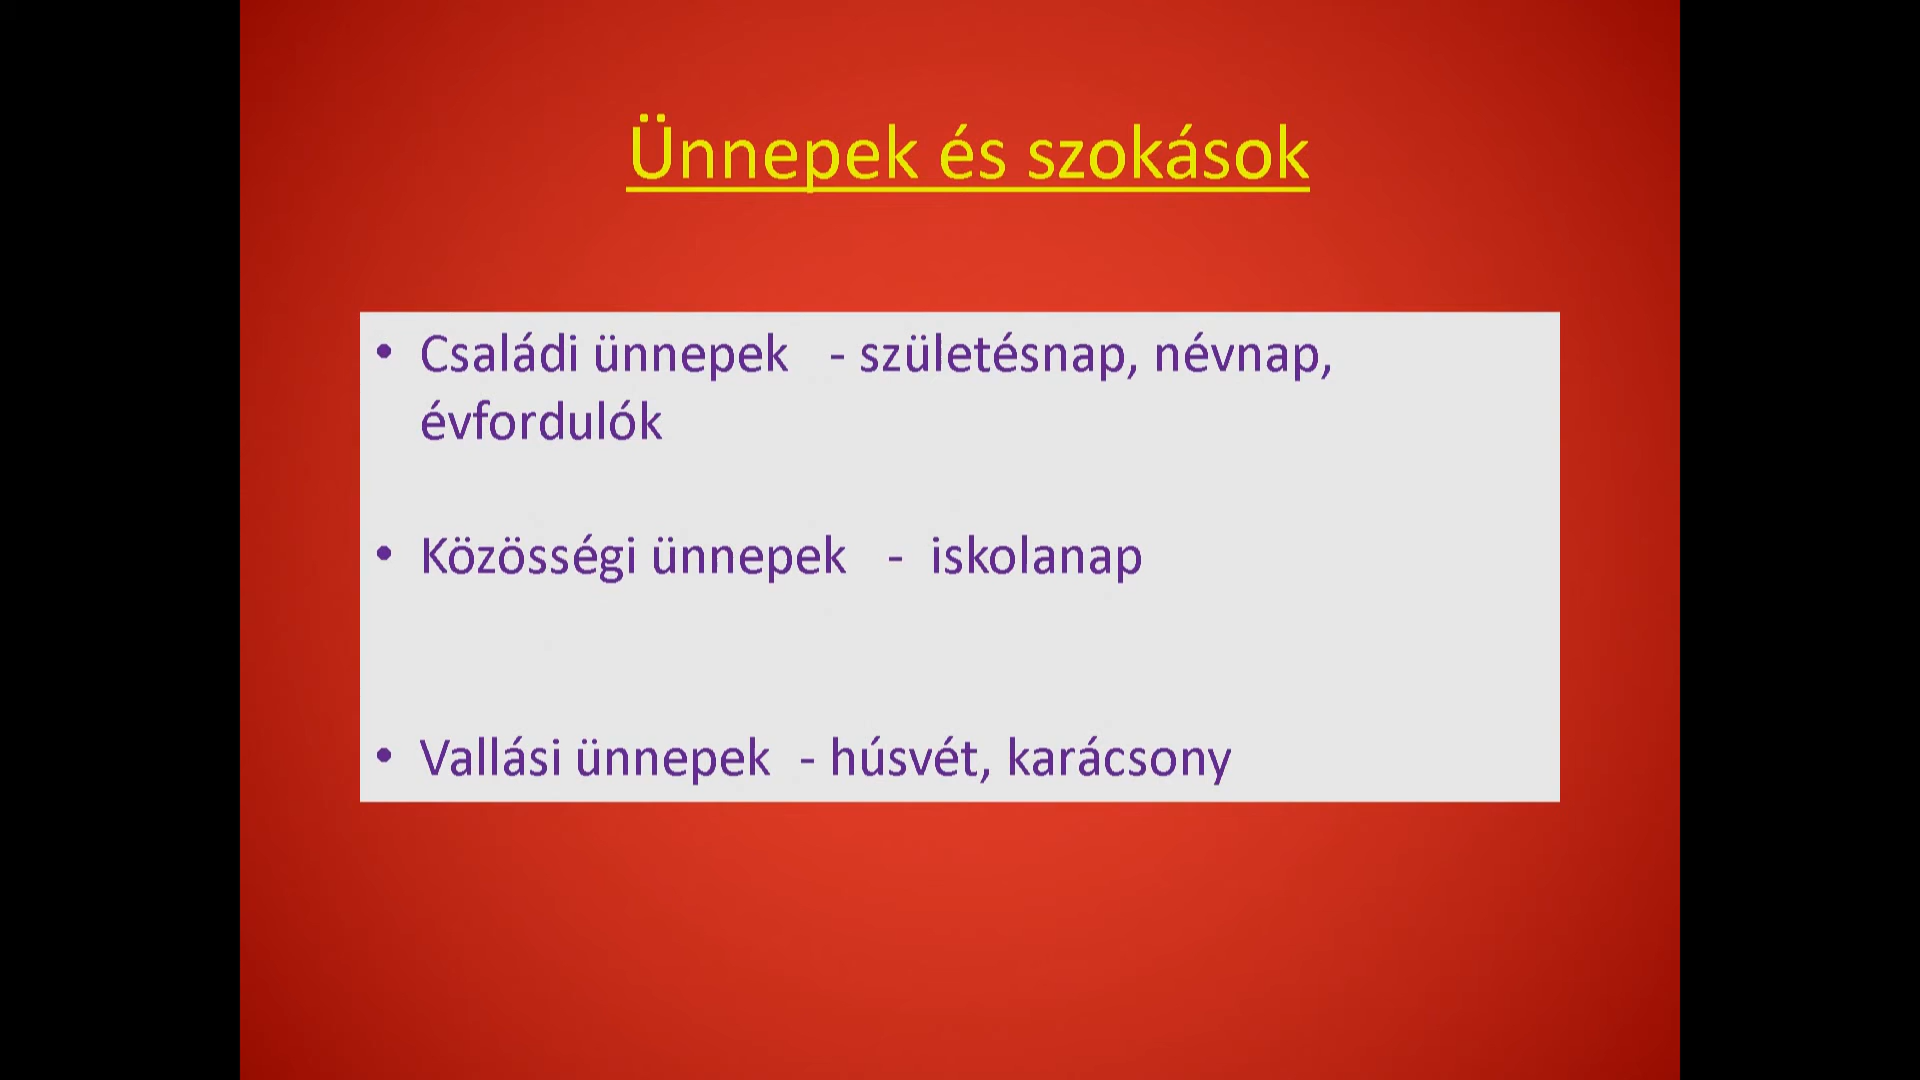 Ünnepek és szokások
• Családi ünnepek - születésnap, névnap,
évfordulók
• Közösségi ünnepek - iskolanap
• Vallási ünnepek - húsvét, karácsony